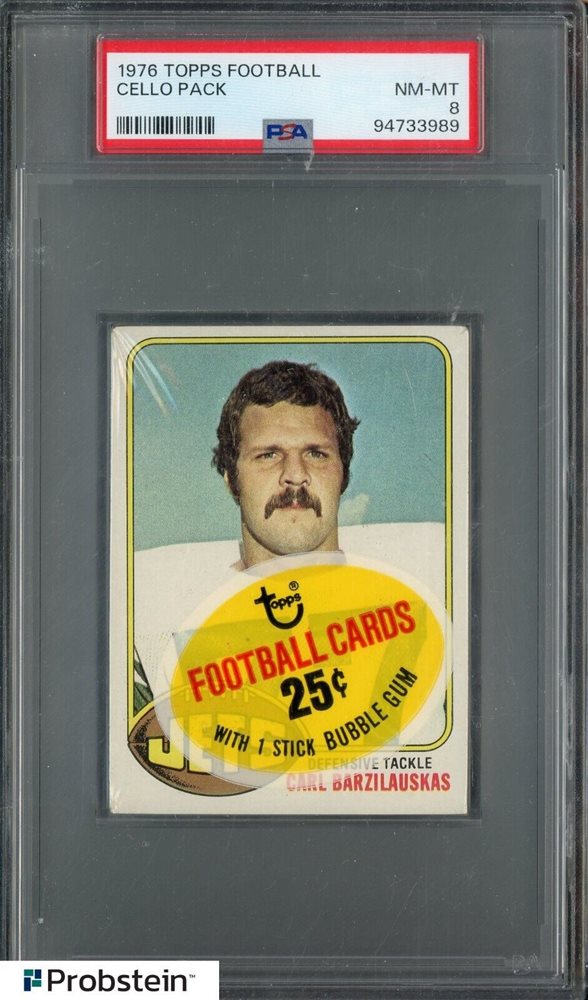 1976 TOPPS FOOTBALL
CELLO PACK
NM-MT
8
94733989
PSA
topps®
FOOTBALL CARDS
25¢
WITH 1 STICK BUBBLE GUM
JETS
DEFENSIVE TACKLE
CARL BARZILAUSKAS
Probstein™